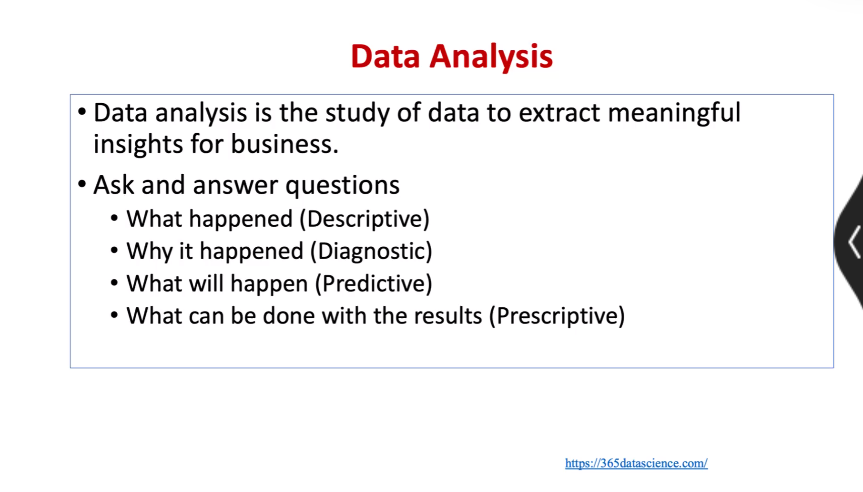 Data Analysis
• Data analysis is the study of data to extract meaningful
insights for business.
• Ask and answer questions
• What happened (Descriptive)
• Why it happened (Diagnostic)
• What will happen (Predictive)
• What can be done with the results (Prescriptive)
https://365datascience.com/